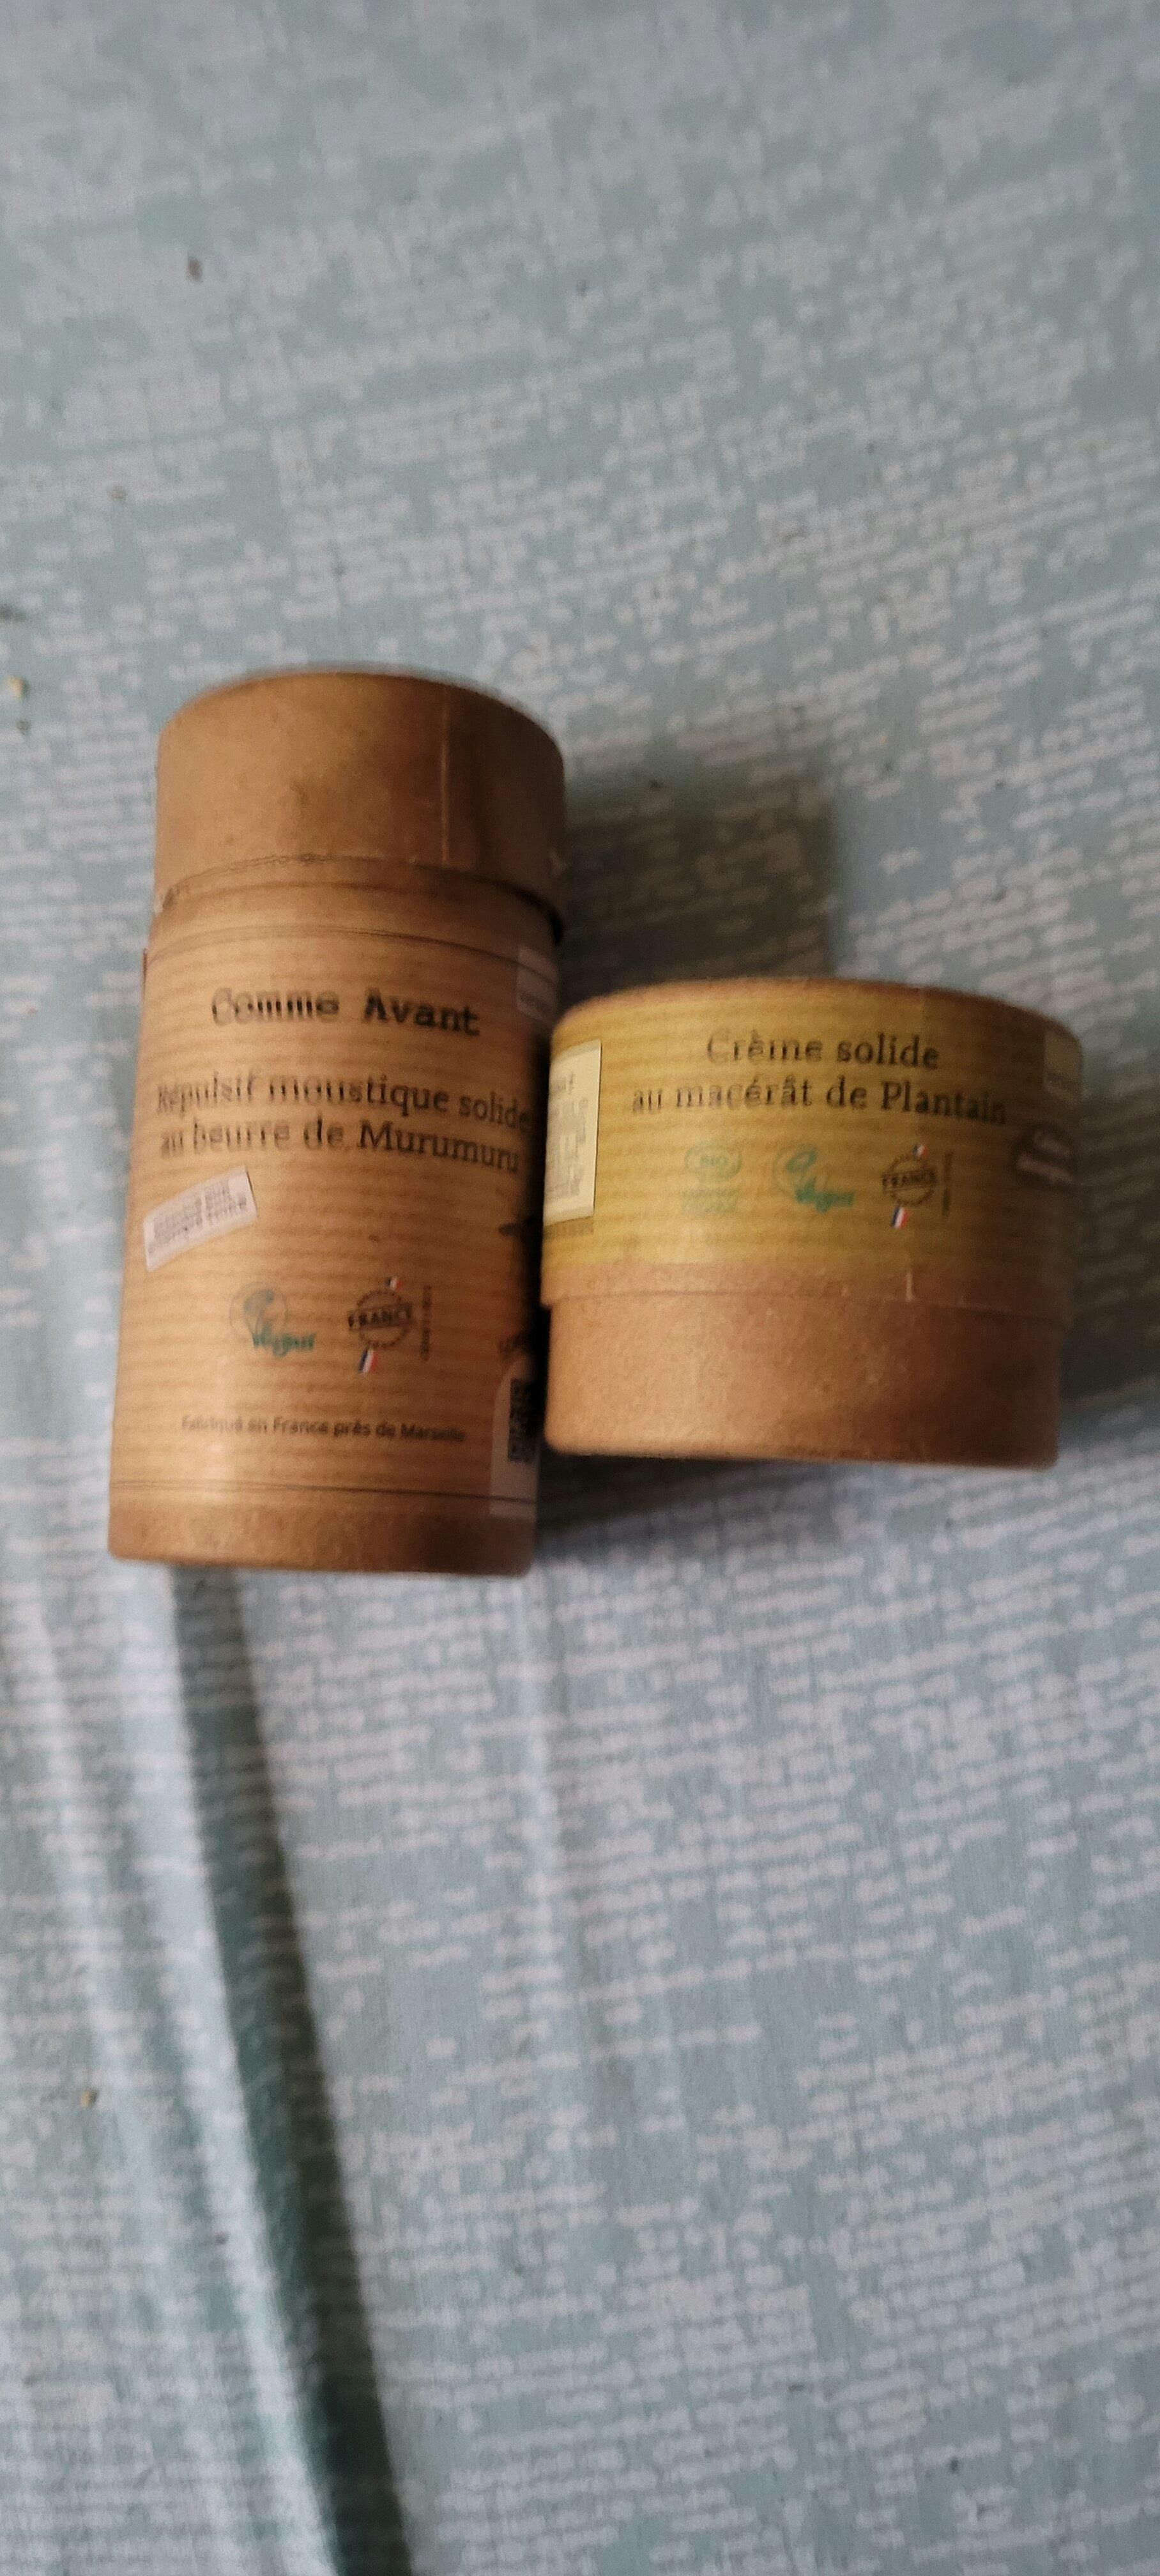 Comme Avant
Répulsif moustique solide
au beurre de Murumuru
Vegan
FRANCE
Fabriqué en France près de Marseille
Crème solide
au macérât de Plantain
BIO
Vegan
FRANCE